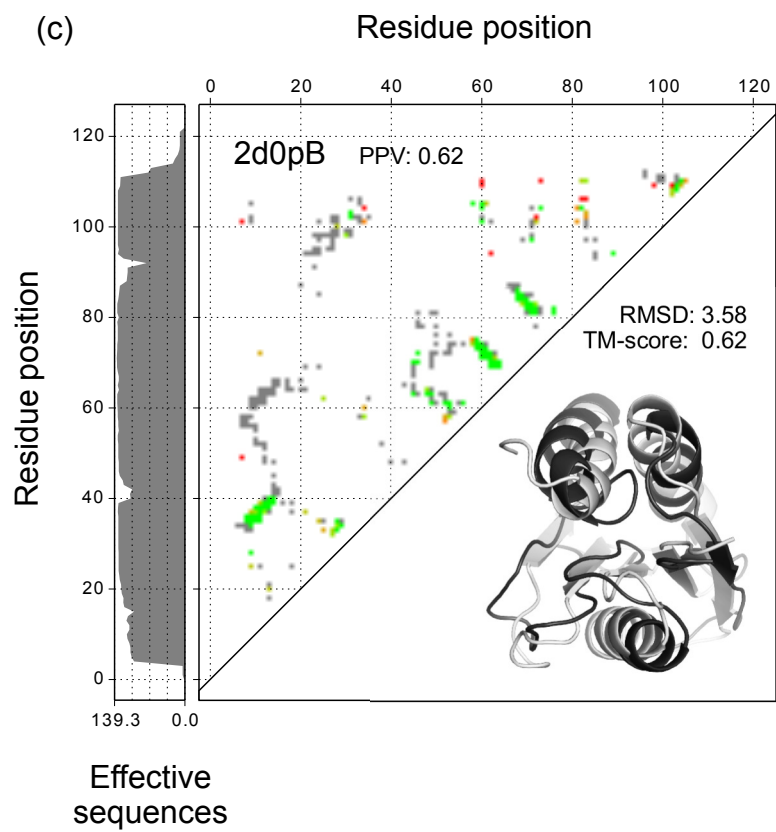 (c)
Residue position
0 20 40 60 80 100 120
2d0pB PPV: 0.62
120
100
80
60
40
20
0
Residue position
RMSD: 3.58
TM-score: 0.62
139.3 0.0
Effective
sequences